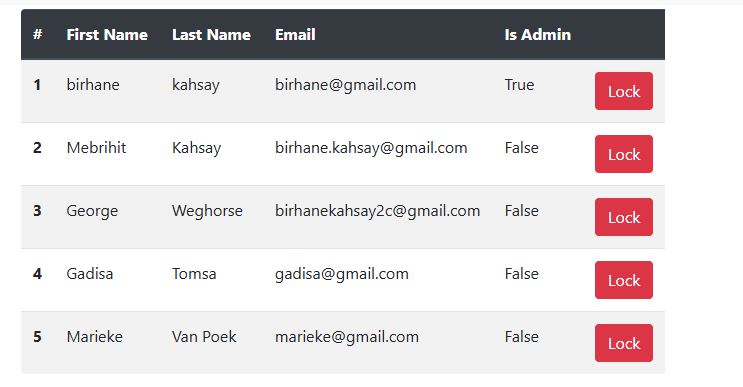 # First Name Last Name Email Is Admin
1 birhane kahsay birhane@gmail.com True Lock
2 Mebrihit Kahsay birhane.kahsay@gmail.com False Lock
3 George Weghorse birhanekahsay2c@gmail.com False Lock
4 Gadisa Tomsa gadisa@gmail.com False Lock
5 Marieke Van Poek marieke@gmail.com False Lock